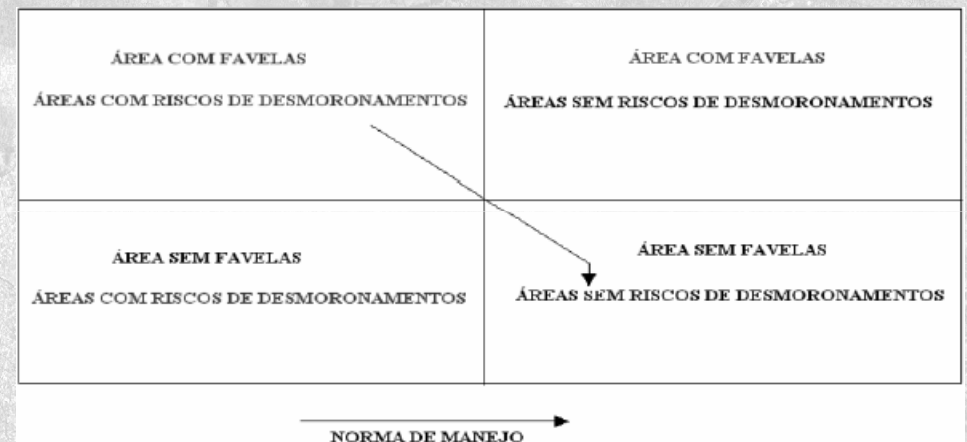 ÁREA COM FAVELAS
ÁREAS COM RISCOS DE DESMORONAMENTOS
ÁREA COM FAVELAS
ÁREAS SEM RISCOS DE DESMORONAMENTOS
ÁREA SEM FAVELAS
ÁREAS COM RISCOS DE DESMORONAMENTOS
ÁREA SEM FAVELAS
ÁREAS SEM RISCOS DE DESMORONAMENTOS
NORMA DE MANEJO